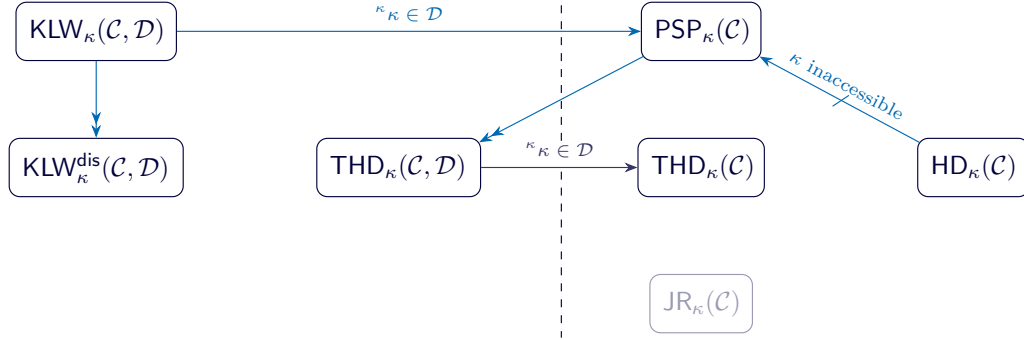 KLW_κ(𝒞, 𝒟)
^κκ ∈ 𝒟
PSP_κ(𝒞)
κ inaccessible
KLW^dis_κ(𝒞, 𝒟)
THD_κ(𝒞, 𝒟)
^κκ ∈ 𝒟
THD_κ(𝒞)
HD_κ(𝒞)
JR_κ(𝒞)